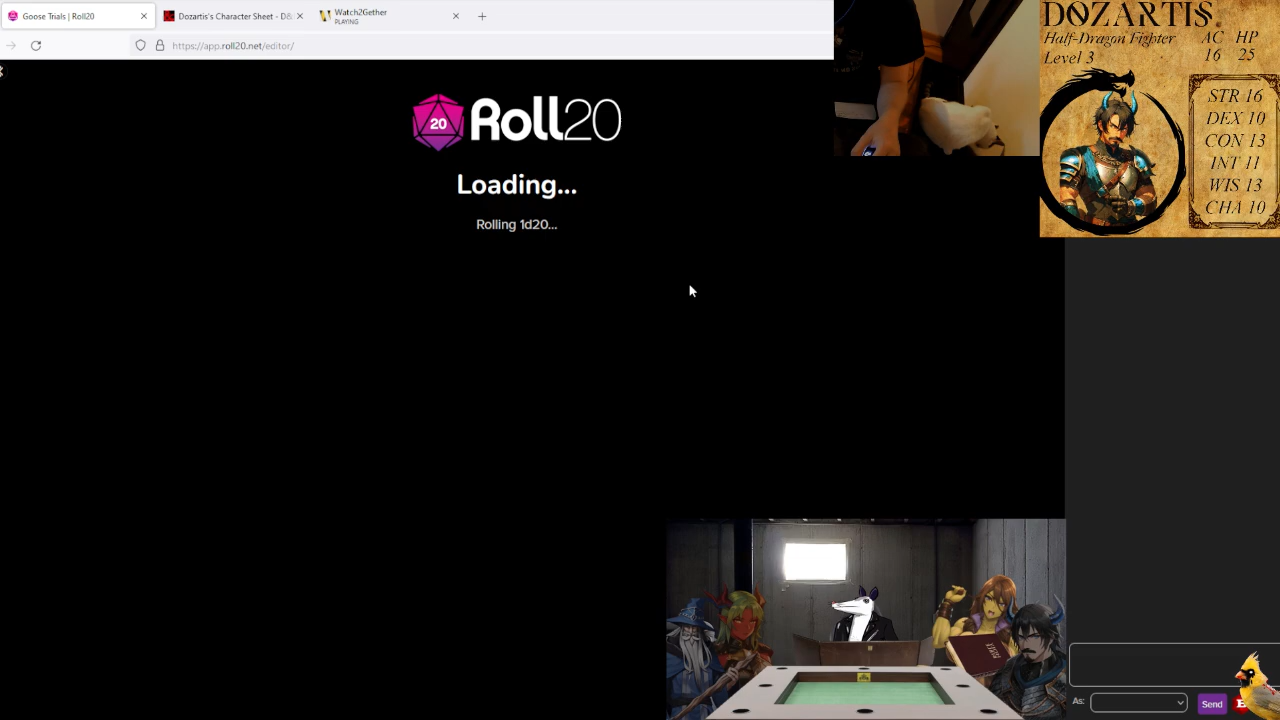 Goose Trials | Roll20
Dozartis's Character Sheet - D&
Watch2Gether
PLAYING
https://app.roll20.net/editor/
20 Roll20
Loading...
Rolling 1d20...
DOZARTIS
Half-Dragon Fighter
Level 3
AC HP
16 25
STR 16
DEX 10
CON 13
INT 11
WIS 13
CHA 10
As:
Send